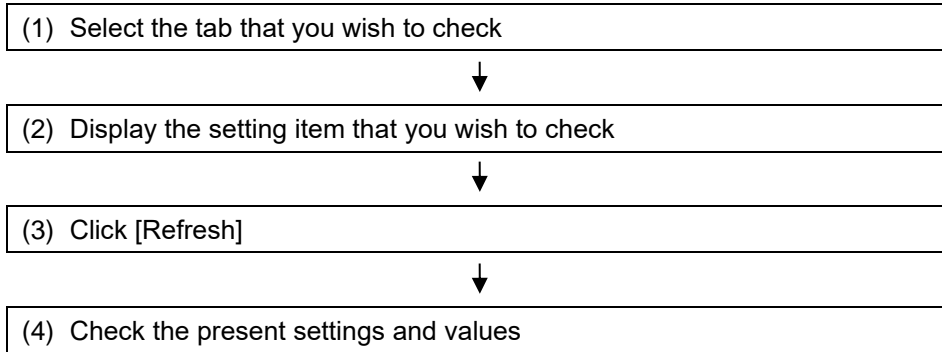 (1) Select the tab that you wish to check
(2) Display the setting item that you wish to check
(3) Click [Refresh]
(4) Check the present settings and values